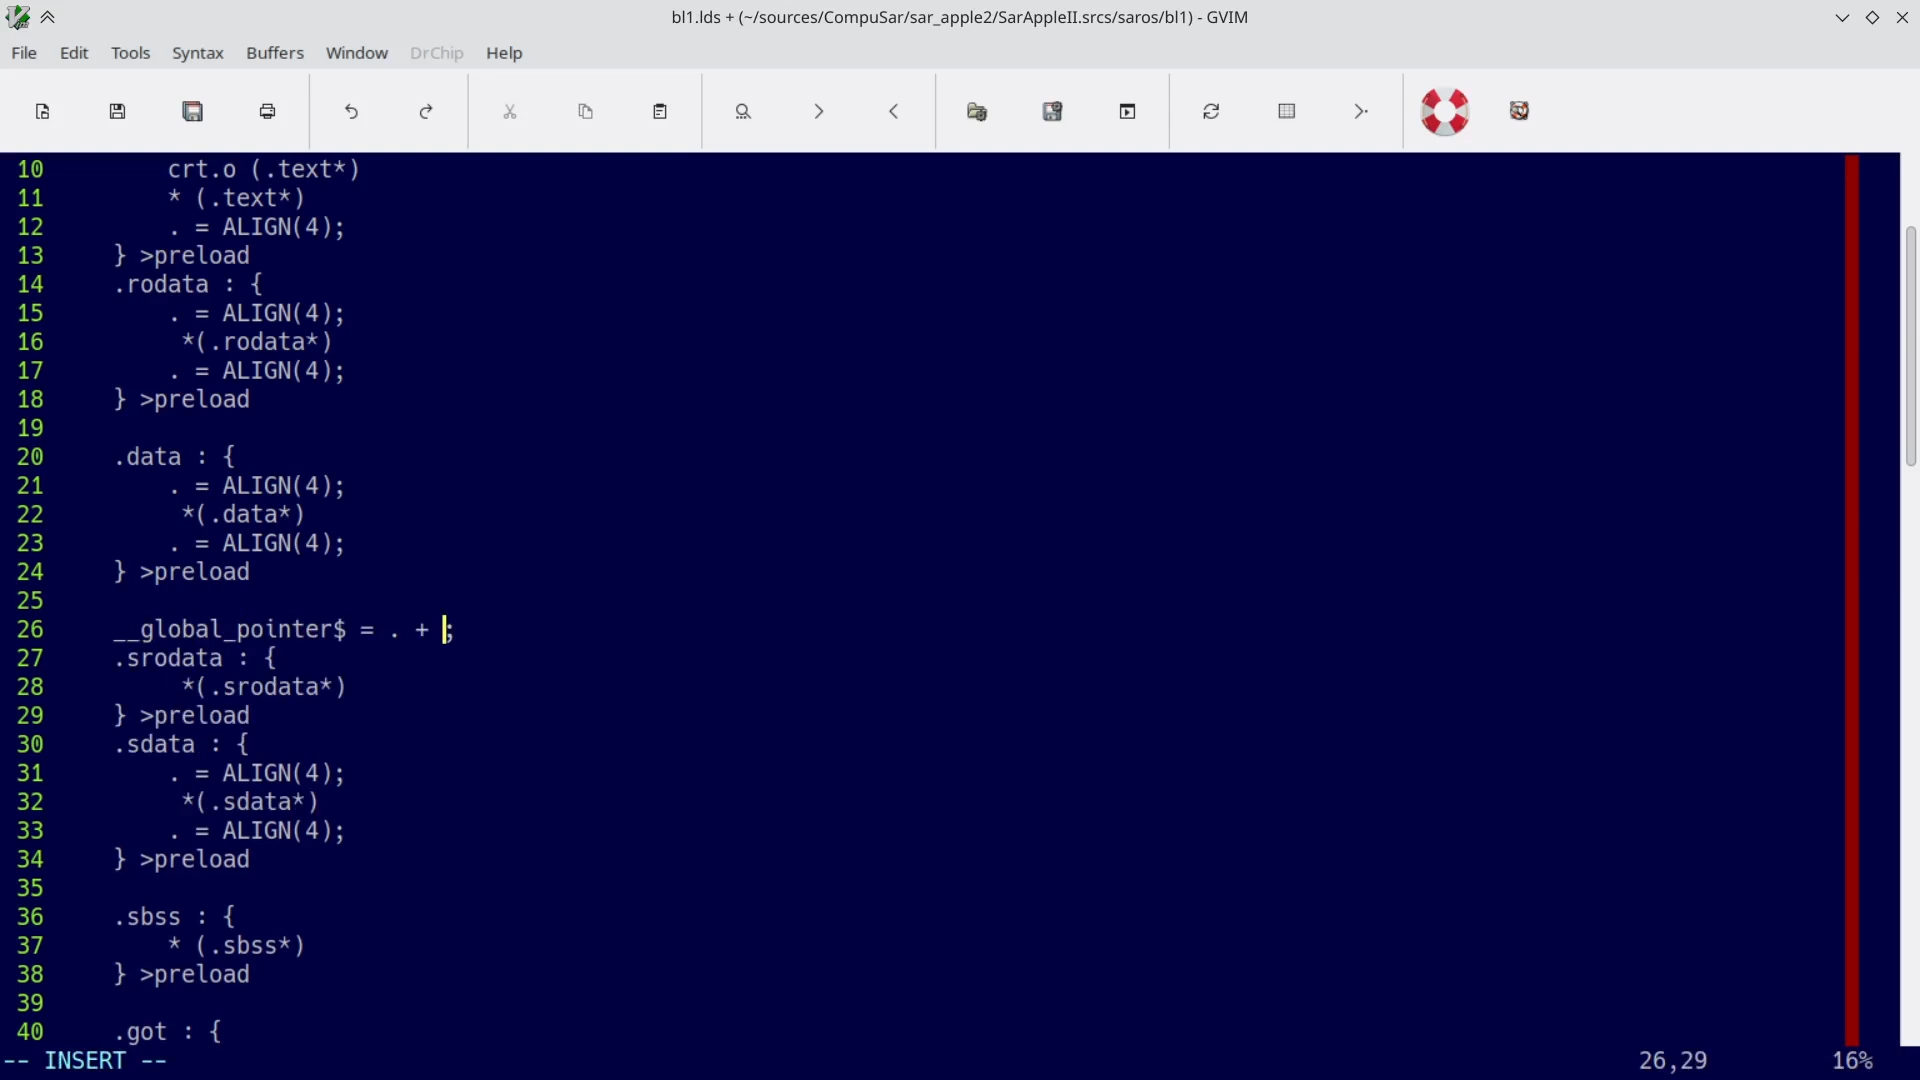 bl1.lds + (~/sources/CompuSar/sar_apple2/SarAppleII.srcs/saros/bl1) - GVIM
File Edit Tools Syntax Buffers Window DrChip Help
10 crt.o (.text*)
11 * (.text*)
12 . = ALIGN(4);
13 } >preload
14 .rodata : {
15 . = ALIGN(4);
16 *(.rodata*)
17 . = ALIGN(4);
18 } >preload
19
20 .data : {
21 . = ALIGN(4);
22 *(.data*)
23 . = ALIGN(4);
24 } >preload
25
26 __global_pointer$ = . + ;
27 .srodata : {
28 *(.srodata*)
29 } >preload
30 .sdata : {
31 . = ALIGN(4);
32 *(.sdata*)
33 . = ALIGN(4);
34 } >preload
35
36 .sbss : {
37 * (.sbss*)
38 } >preload
39
40 .got : {
-- INSERT -- 26,29 16%